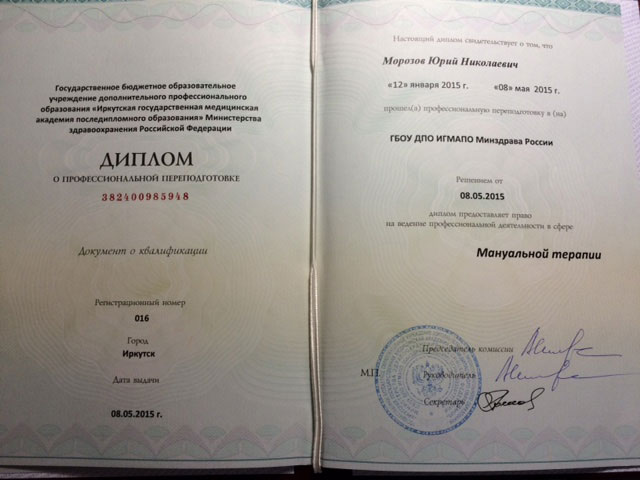 Государственное бюджетное образовательное
учреждение дополнительного профессионального
образования «Иркутская государственная медицинская
академия последипломного образования» Министерства
здравоохранения Российской Федерации
ДИПЛОМ
О ПРОФЕССИОНАЛЬНОЙ ПЕРЕПОДГОТОВКЕ
382400985948
Документ о квалификации
Регистрационный номер
016
Город
Иркутск
Дата выдачи
08.05.2015 г.
Настоящий диплом свидетельствует о том, что
Морозов Юрий Николаевич
«12» января 2015 г. «08» мая 2015 г.
прошел(а) профессиональную переподготовку в (на)
ГБОУ ДПО ИГМАПО Минздрава России
Решением от
08.05.2015
диплом предоставляет право
на ведение профессиональной деятельности в сфере
Мануальной терапии
Председатель комиссии
М.П. Руководитель
Секретарь